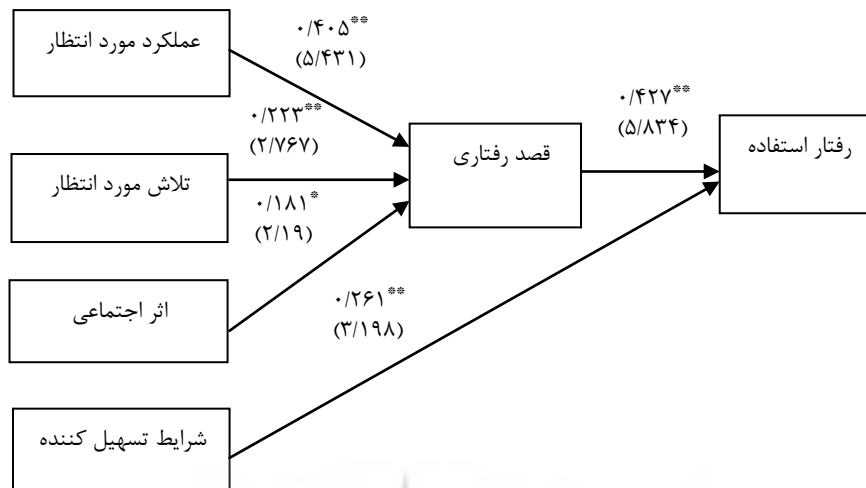 عملکرد مورد انتظار
۰/۴۰۵**
(۵/۴۳۱)
۰/۲۲۳**
(۲/۷۶۷)
۰/۴۲۷**
(۵/۸۳۴)
قصد رفتاری
رفتار استفاده
تلاش مورد انتظار
۰/۱۸۱*
(۲/۱۹)
اثر اجتماعی
۰/۲۶۱**
(۳/۱۹۸)
شرایط تسهیل کننده